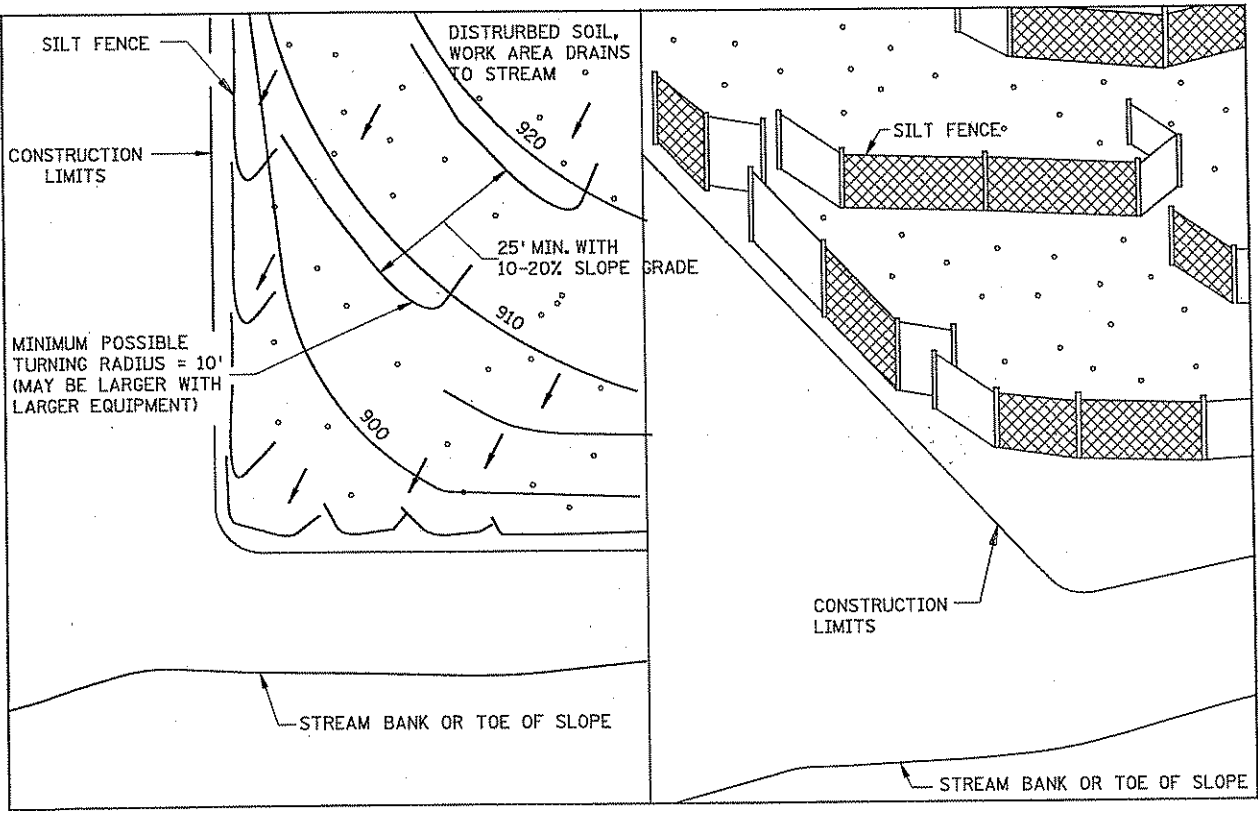 SILT FENCE
DISTRURBED SOIL,
WORK AREA DRAINS
TO STREAM
CONSTRUCTION
LIMITS
920
25' MIN. WITH
10-20% SLOPE GRADE
910
MINIMUM POSSIBLE
TURNING RADIUS = 10'
(MAY BE LARGER WITH
LARGER EQUIPMENT)
900
STREAM BANK OR TOE OF SLOPE
SILT FENCE
CONSTRUCTION
LIMITS
STREAM BANK OR TOE OF SLOPE